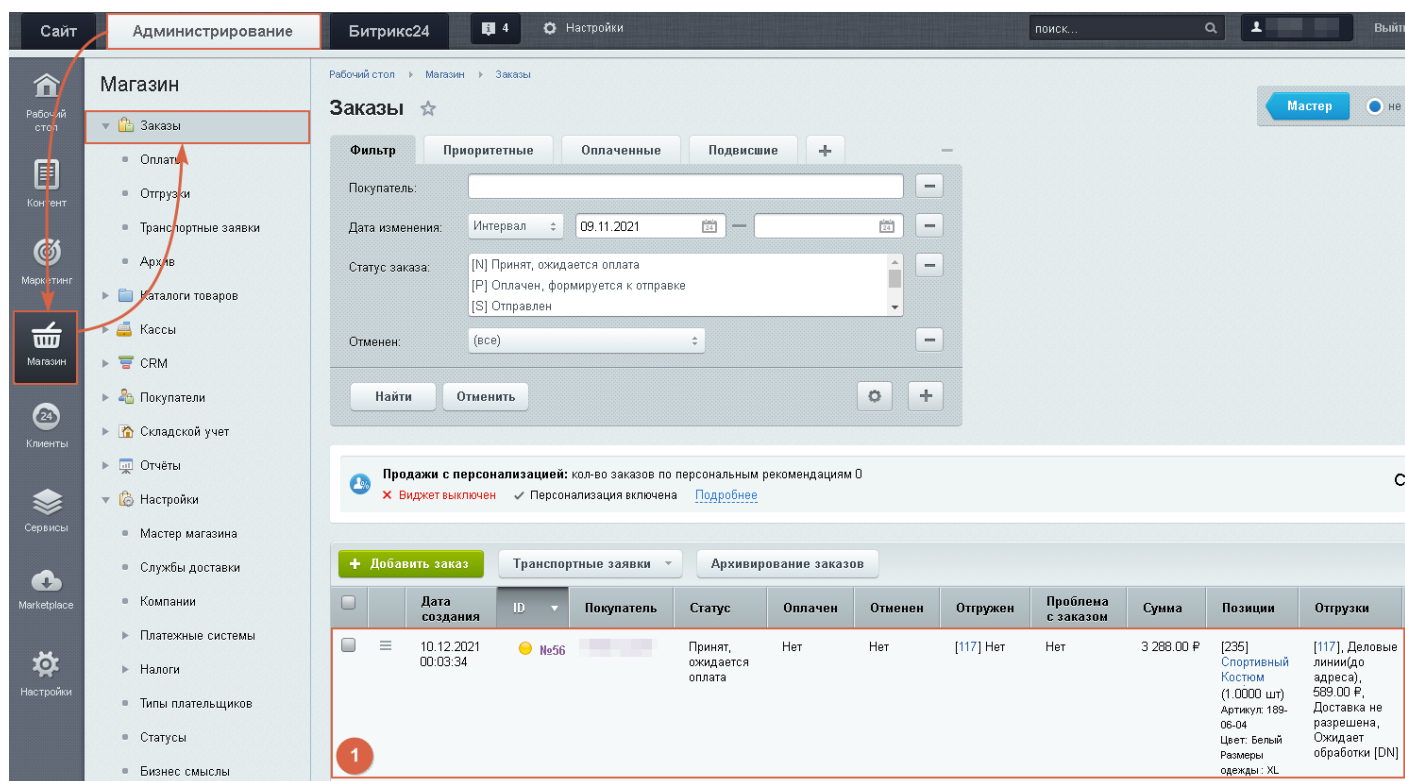 Сайт
Администрирование
Битрикс24
4
Настройки
поиск...
Рабочий стол
Контент
Маркетинг
Магазин
24
Клиенты
Сервисы
Marketplace
Настройки
Магазин
Заказы
Оплаты
Отгрузки
Транспортные заявки
Архив
Каталоги товаров
Кассы
CRM
Покупатели
Складской учет
Отчёты
Настройки
Мастер магазина
Службы доставки
Компании
Платежные системы
Налоги
Типы плательщиков
Статусы
Бизнес смыслы
Рабочий стол Магазин Заказы
Заказы
Мастер
не
Фильтр Приоритетные Оплаченные Подвисшие +
Покупатель:
Дата изменения: Интервал 09.11.2021 —
Статус заказа:
[N] Принят, ожидается оплата
[P] Оплачен, формируется к отправке
[S] Отправлен
Отменен: (все)
Найти Отменить
Продажи с персонализацией: кол-во заказов по персональным рекомендациям 0
Виджет выключен Персонализация включена Подробнее
+ Добавить заказ Транспортные заявки Архивирование заказов
Дата создания ID Покупатель Статус Оплачен Отменен Отгружен Проблема с заказом Сумма Позиции Отгрузки
10.12.2021
00:03:34
№56
Принят,
ожидается
оплата
Нет
Нет
[117] Нет
Нет
3 288.00 ₽
[235]
Спортивный
Костюм
(1.0000 шт)
Артикул: 189-
06-04
Цвет: Белый
Размеры
одежды : XL
[117], Деловые
линии(до
адреса),
589.00 ₽,
Доставка не
разрешена,
Ожидает
обработки [DN]
1